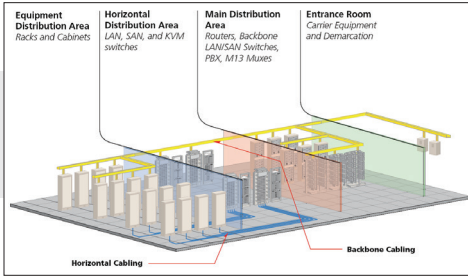 Equipment
Distribution Area
Racks and Cabinets
Horizontal
Distribution Area
LAN, SAN, and KVM
switches
Main Distribution
Area
Routers, Backbone
LAN/SAN Switches,
PBX, M13 Muxes
Entrance Room
Carrier Equipment
and Demarcation
Backbone Cabling
Horizontal Cabling